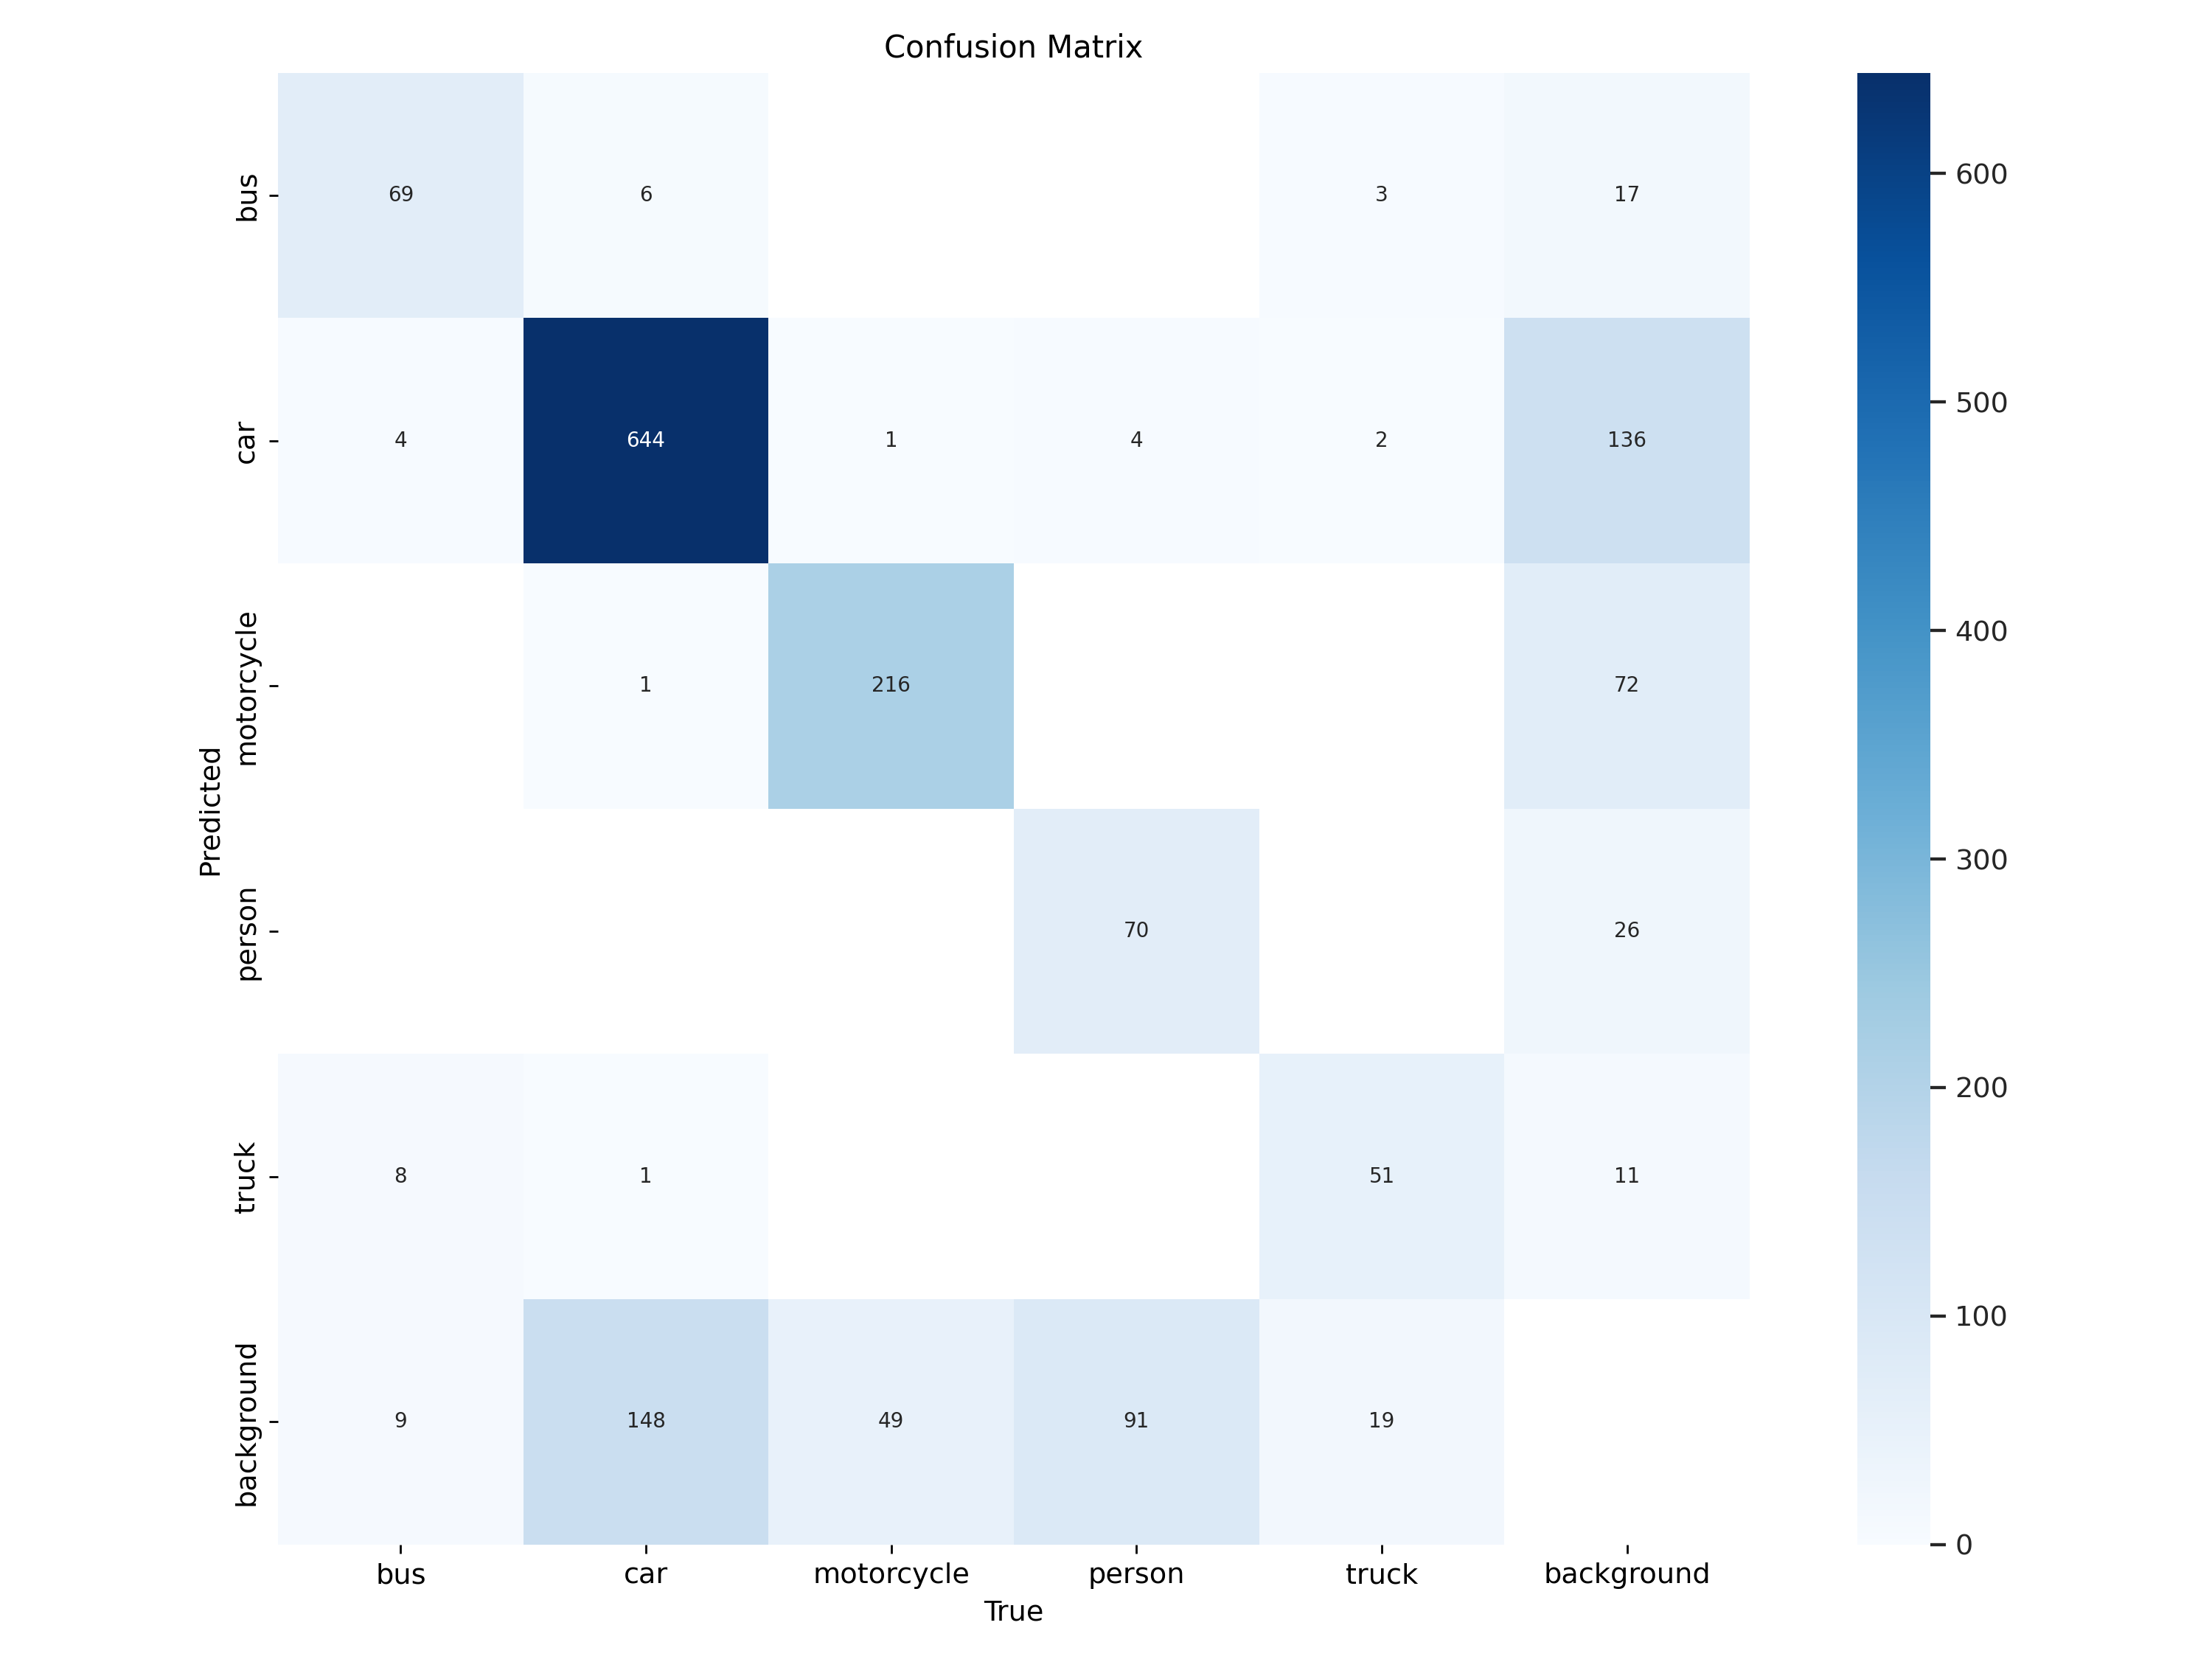 Confusion Matrix
bus 69 6 3 17
car 4 644 1 4 2 136
motorcycle 1 216 72
person 70 26
truck 8 1 51 11
background 9 148 49 91 19
Predicted
bus car motorcycle person truck background
True
600
500
400
300
200
100
0